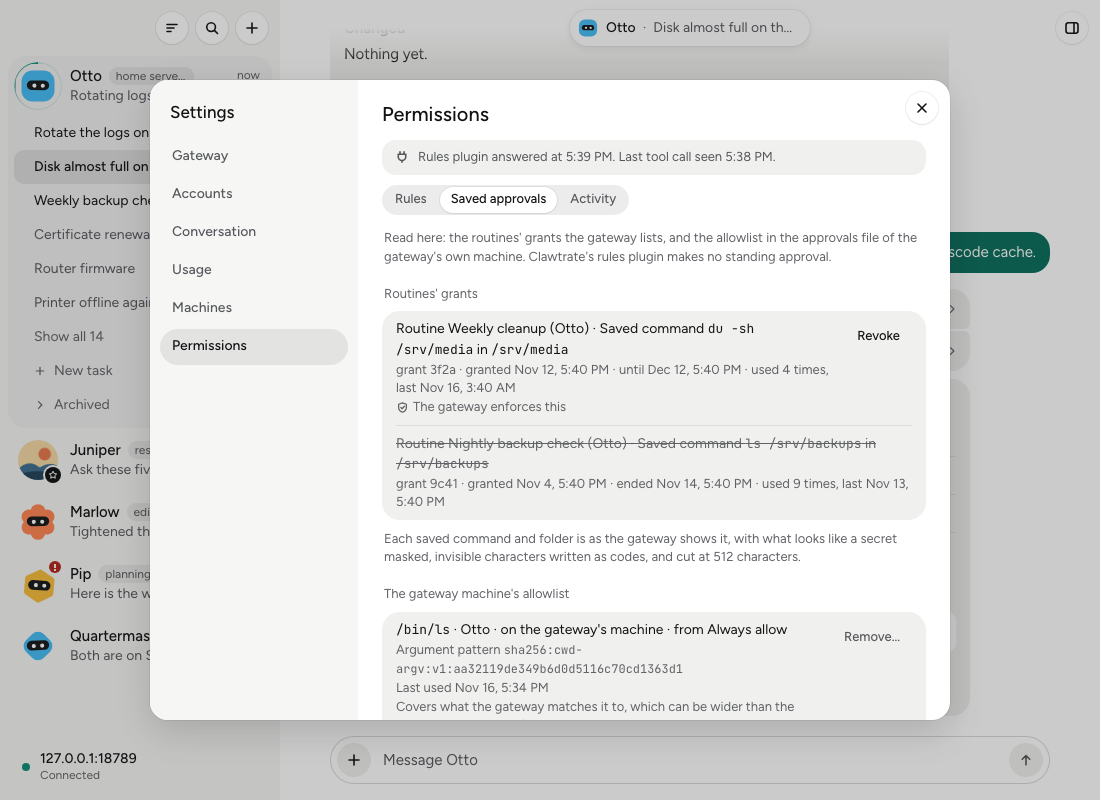 Otto · Disk almost full on th...
Changed
Nothing yet.
Otto home serve... now
Rotating logs
Rotate the logs on
Disk almost full on
Weekly backup che
Certificate renewa
Router firmware
Printer offline agai
Show all 14
New task
Archived
Juniper res
Ask these fiv
Marlow edi
Tightened th
Pip planning
Here is the w
Quartermas
Both are on S
127.0.0.1:18789
Connected
scode cache.
Message Otto
Settings
Gateway
Accounts
Conversation
Usage
Machines
Permissions
Permissions
Rules plugin answered at 5:39 PM. Last tool call seen 5:38 PM.
Rules Saved approvals Activity
Read here: the routines' grants the gateway lists, and the allowlist in the approvals file of the
gateway's own machine. Clawtrate's rules plugin makes no standing approval.
Routines' grants
Routine Weekly cleanup (Otto) · Saved command du -sh
/srv/media in /srv/media
Revoke
grant 3f2a · granted Nov 12, 5:40 PM · until Dec 12, 5:40 PM · used 4 times,
last Nov 16, 3:40 AM
The gateway enforces this
Routine Nightly backup check (Otto) · Saved command ls /srv/backups in
/srv/backups
grant 9c41 · granted Nov 4, 5:40 PM · ended Nov 14, 5:40 PM · used 9 times, last Nov 13,
5:40 PM
Each saved command and folder is as the gateway shows it, with what looks like a secret
masked, invisible characters written as codes, and cut at 512 characters.
The gateway machine's allowlist
/bin/ls · Otto · on the gateway's machine · from Always allow
Remove...
Argument pattern sha256:cwd-
argv:v1:aa32119de349b6d0d5116c70cd1363d1
Last used Nov 16, 5:34 PM
Covers what the gateway matches it to, which can be wider than the